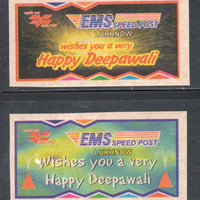 EMS SPEED POST
LUCKNOW
wishes you a very
Happy Deepawali
EMS SPEED POST
LUCKNOW
Wishes you a very
Happy Deepawali